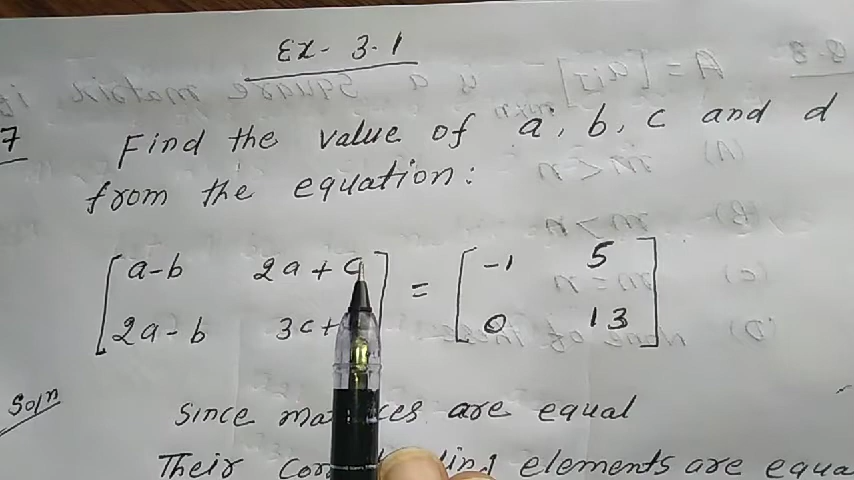 Ex- 3.1
7 Find the value of a, b, c and d
from the equation:
[a-b 2a+c] = [-1 5]
[2a-b 3c+ ] [0 13]
Soln
Since matrices are equal
Their elements are equa